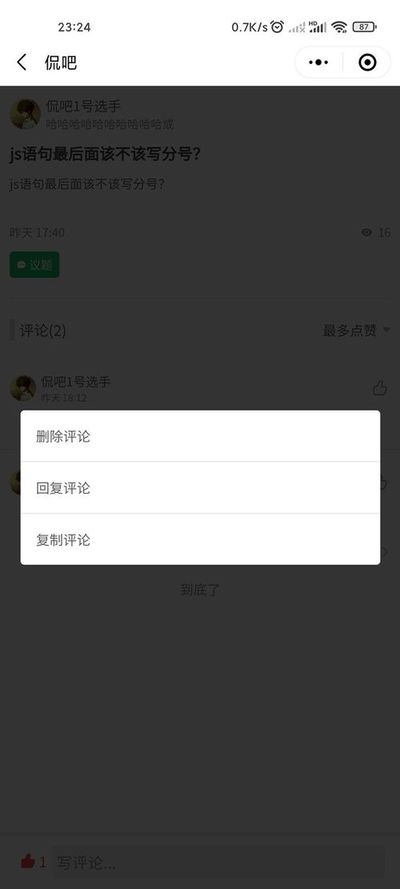 23:24
0.7K/s
HD
87
侃吧
侃吧1号选手
哈哈哈哈哈哈哈哈哈哈或
js语句最后面该不该写分号?
js语句最后面该不该写分号?
昨天 17:40
16
议题
评论(2)
最多点赞
侃吧1号选手
昨天 18:12
删除评论
回复评论
复制评论
到底了
1
写评论...